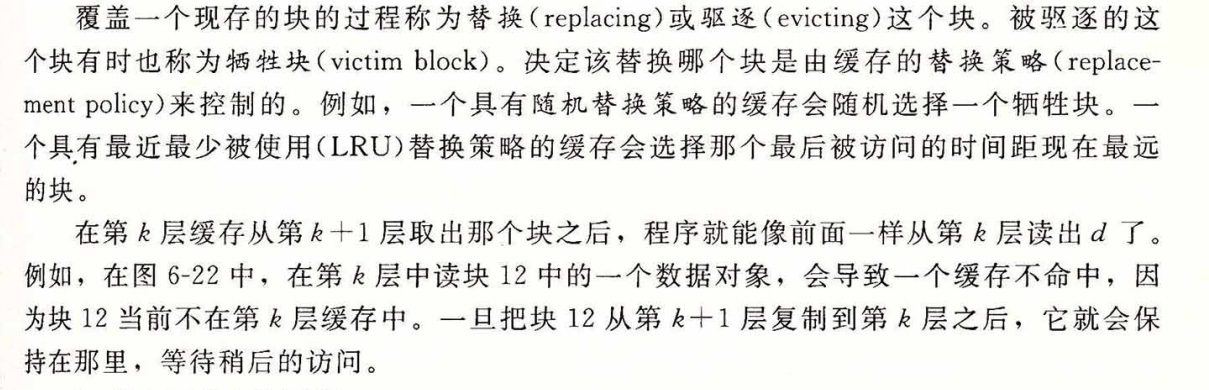 覆盖一个现存的块的过程称为替换(replacing)或驱逐(evicting)这个块。被驱逐的这
个块有时也称为牺牲块(victim block)。决定该替换哪个块是由缓存的替换策略(replace-
ment policy)来控制的。例如，一个具有随机替换策略的缓存会随机选择一个牺牲块。一
个具有最近最少被使用(LRU)替换策略的缓存会选择那个最后被访问的时间距现在最远
的块。
在第 k 层缓存从第 k+1 层取出那个块之后，程序就能像前面一样从第 k 层读出 d 了。
例如，在图 6-22 中，在第 k 层中读块 12 中的一个数据对象，会导致一个缓存不命中，因
为块 12 当前不在第 k 层缓存中。一旦把块 12 从第 k+1 层复制到第 k 层之后，它就会保
持在那里，等待稍后的访问。